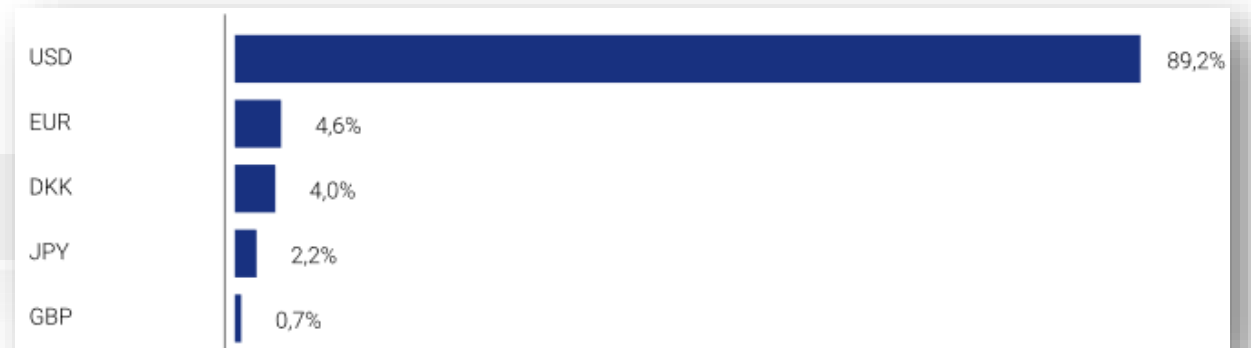 USD 89,2%
EUR 4,6%
DKK 4,0%
JPY 2,2%
GBP 0,7%